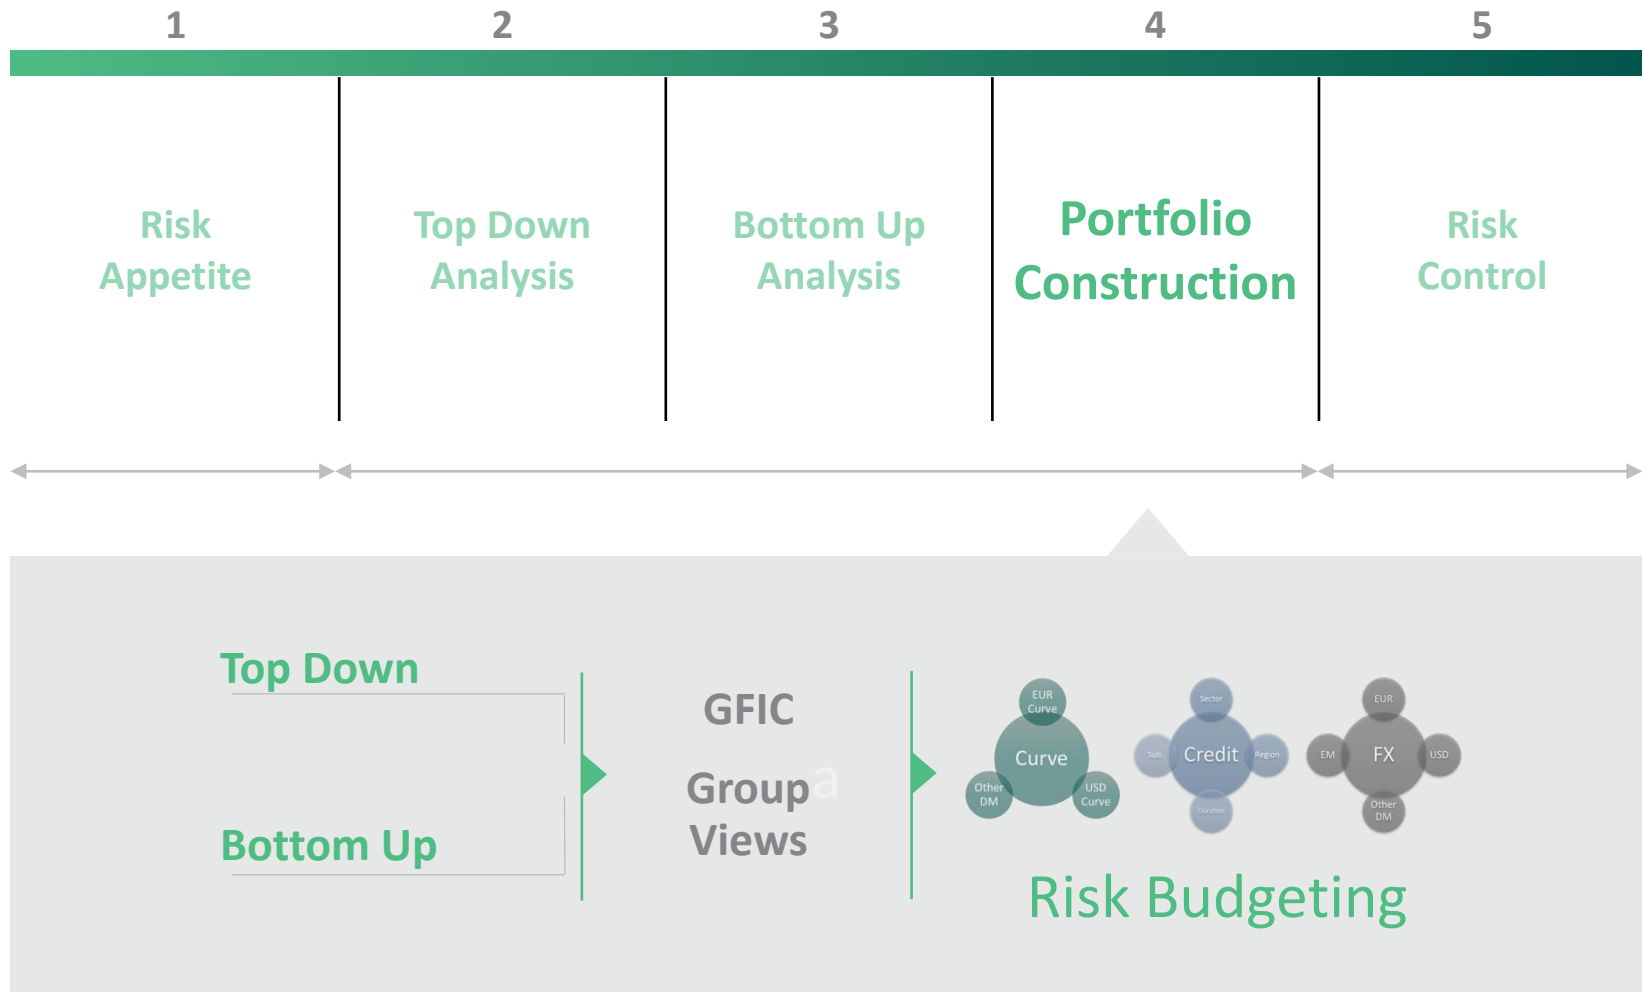 1
2
3
4
5
Risk
Appetite
Top Down
Analysis
Bottom Up
Analysis
Portfolio
Construction
Risk
Control
Top Down
Bottom Up
GFIC
Group a
Views
EUR
Curve
Curve
Other
DM
USD
Curve
Sector
Sub.
Credit
Region
Duration
EUR
EM
FX
USD
Other
DM
Risk Budgeting